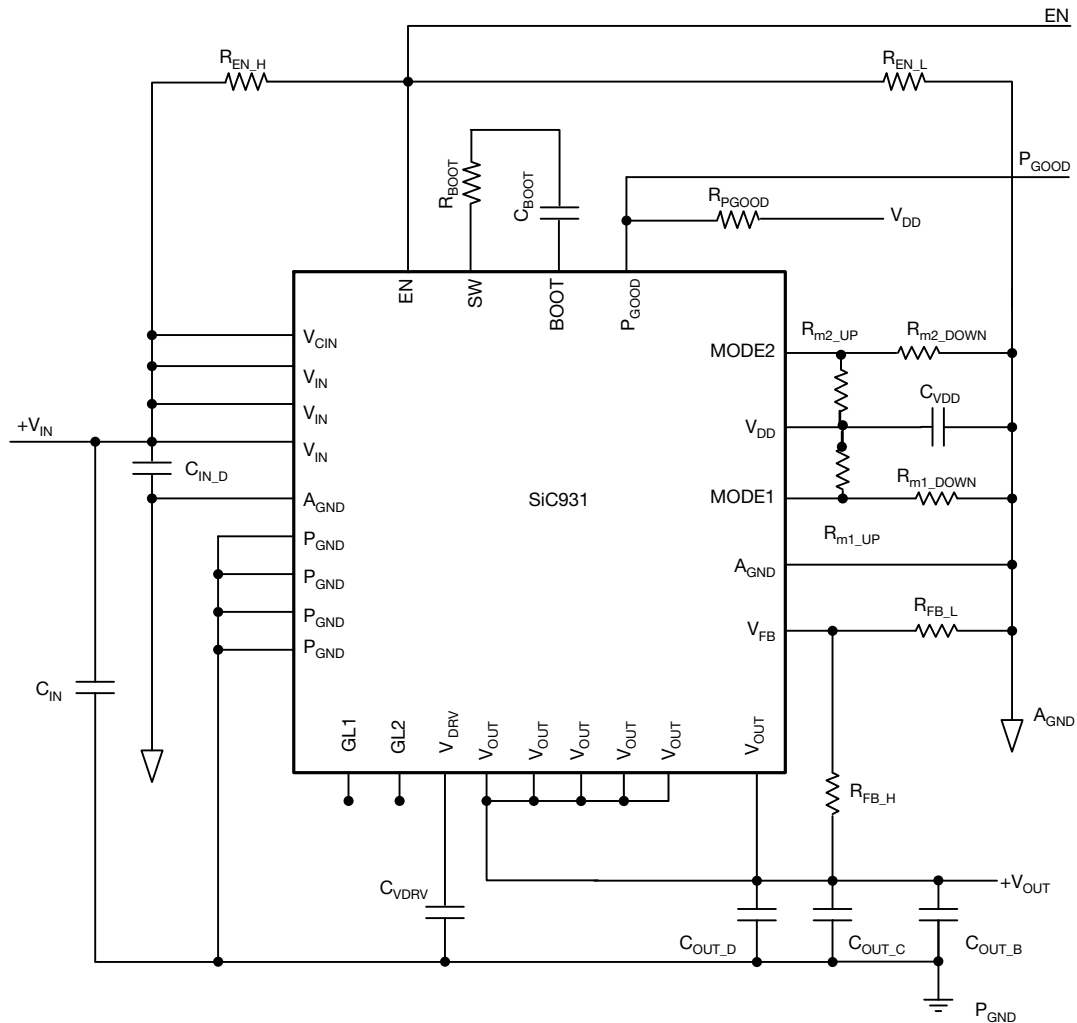 EN
R_EN_H
R_EN_L
P_GOOD
R_BOOT
C_BOOT
R_PGOOD
V_DD
EN
SW
BOOT
P_GOOD
V_CIN
V_IN
V_IN
V_IN
+V_IN
C_IN_D
A_GND
P_GND
P_GND
P_GND
P_GND
C_IN
SiC931
MODE2
R_m2_UP
R_m2_DOWN
C_VDD
V_DD
MODE1
R_m1_DOWN
R_m1_UP
A_GND
R_FB_L
V_FB
A_GND
GL1
GL2
V_DRV
V_OUT
V_OUT
V_OUT
V_OUT
V_OUT
V_OUT
R_FB_H
C_VDRV
+V_OUT
C_OUT_D
C_OUT_C
C_OUT_B
P_GND